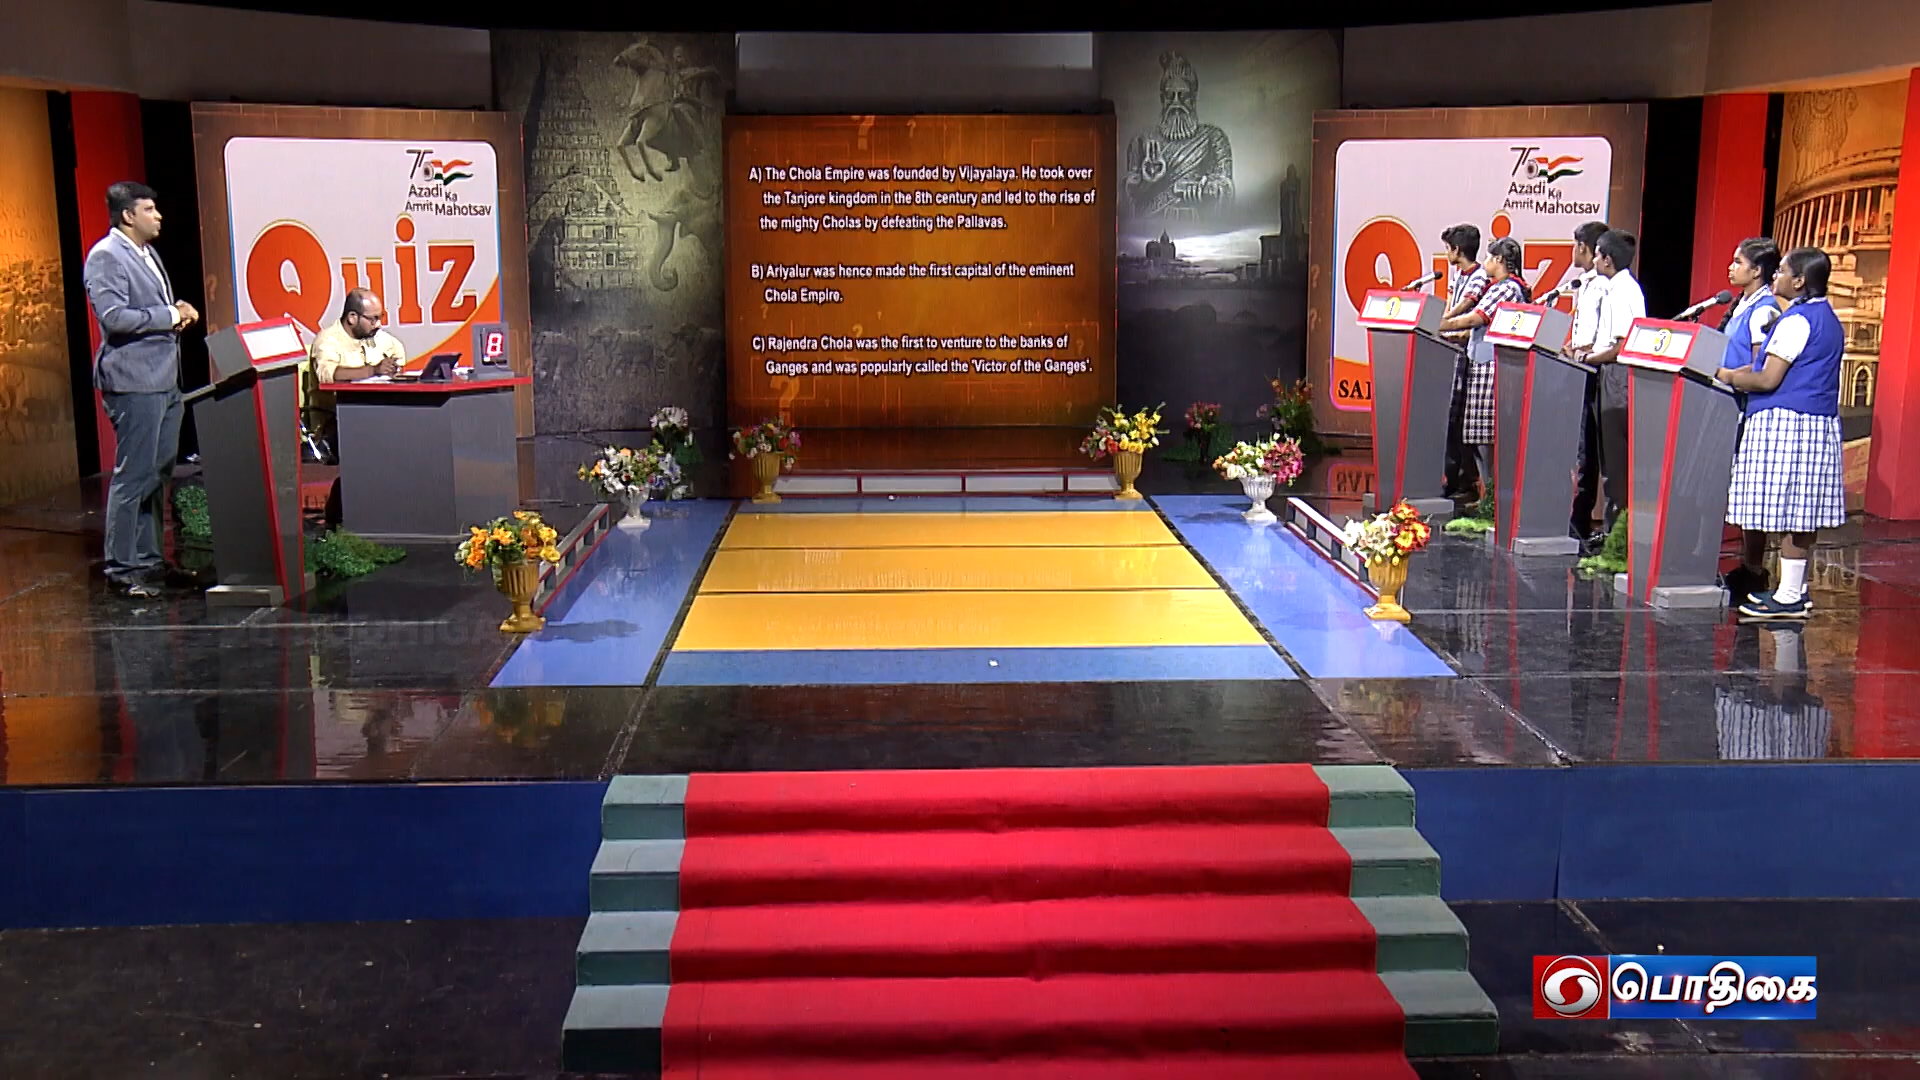 75
Azadi
Ka
Amrit Mahotsav
Quiz
8
A) The Chola Empire was founded by Vijayalaya. He took over
the Tanjore kingdom in the 8th century and led to the rise of
the mighty Cholas by defeating the Pallavas.
B) Ariyalur was hence made the first capital of the eminent
Chola Empire.
C) Rajendra Chola was the first to venture to the banks of
Ganges and was popularly called the 'Victor of the Ganges'.
75
Azadi
Ka
Amrit Mahotsav
Quiz
1
2
3
பொதிகை